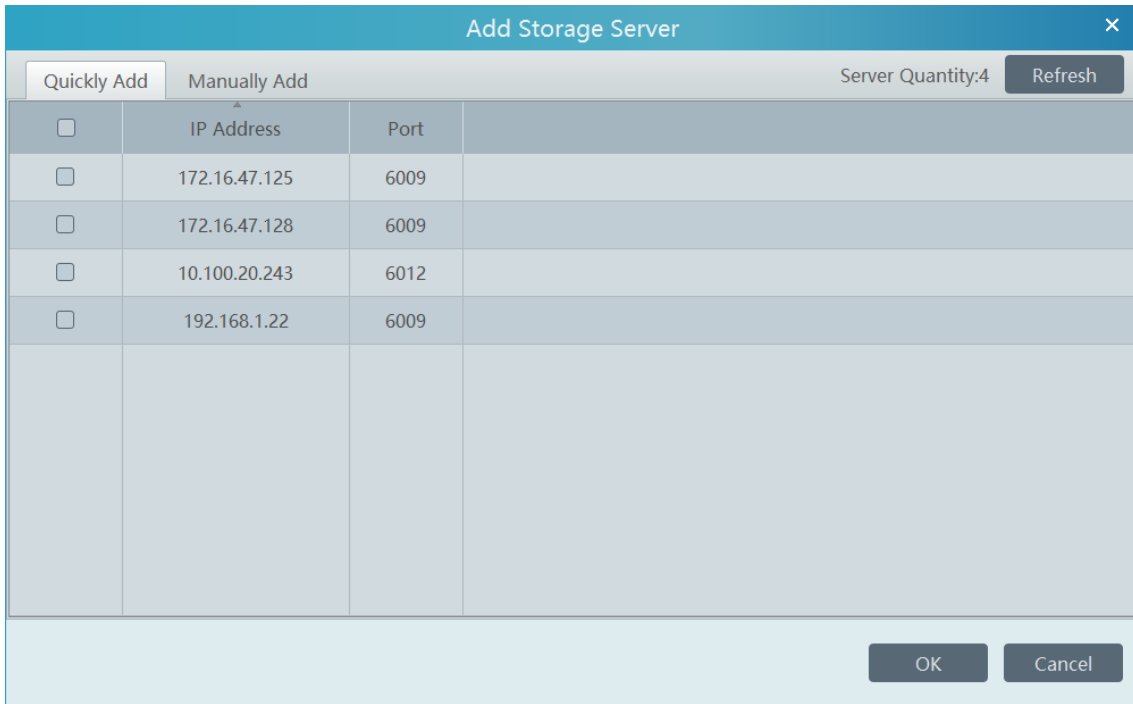 Add Storage Server
Quickly Add Manually Add Server Quantity:4 Refresh
IP Address Port
172.16.47.125 6009
172.16.47.128 6009
10.100.20.243 6012
192.168.1.22 6009
OK Cancel